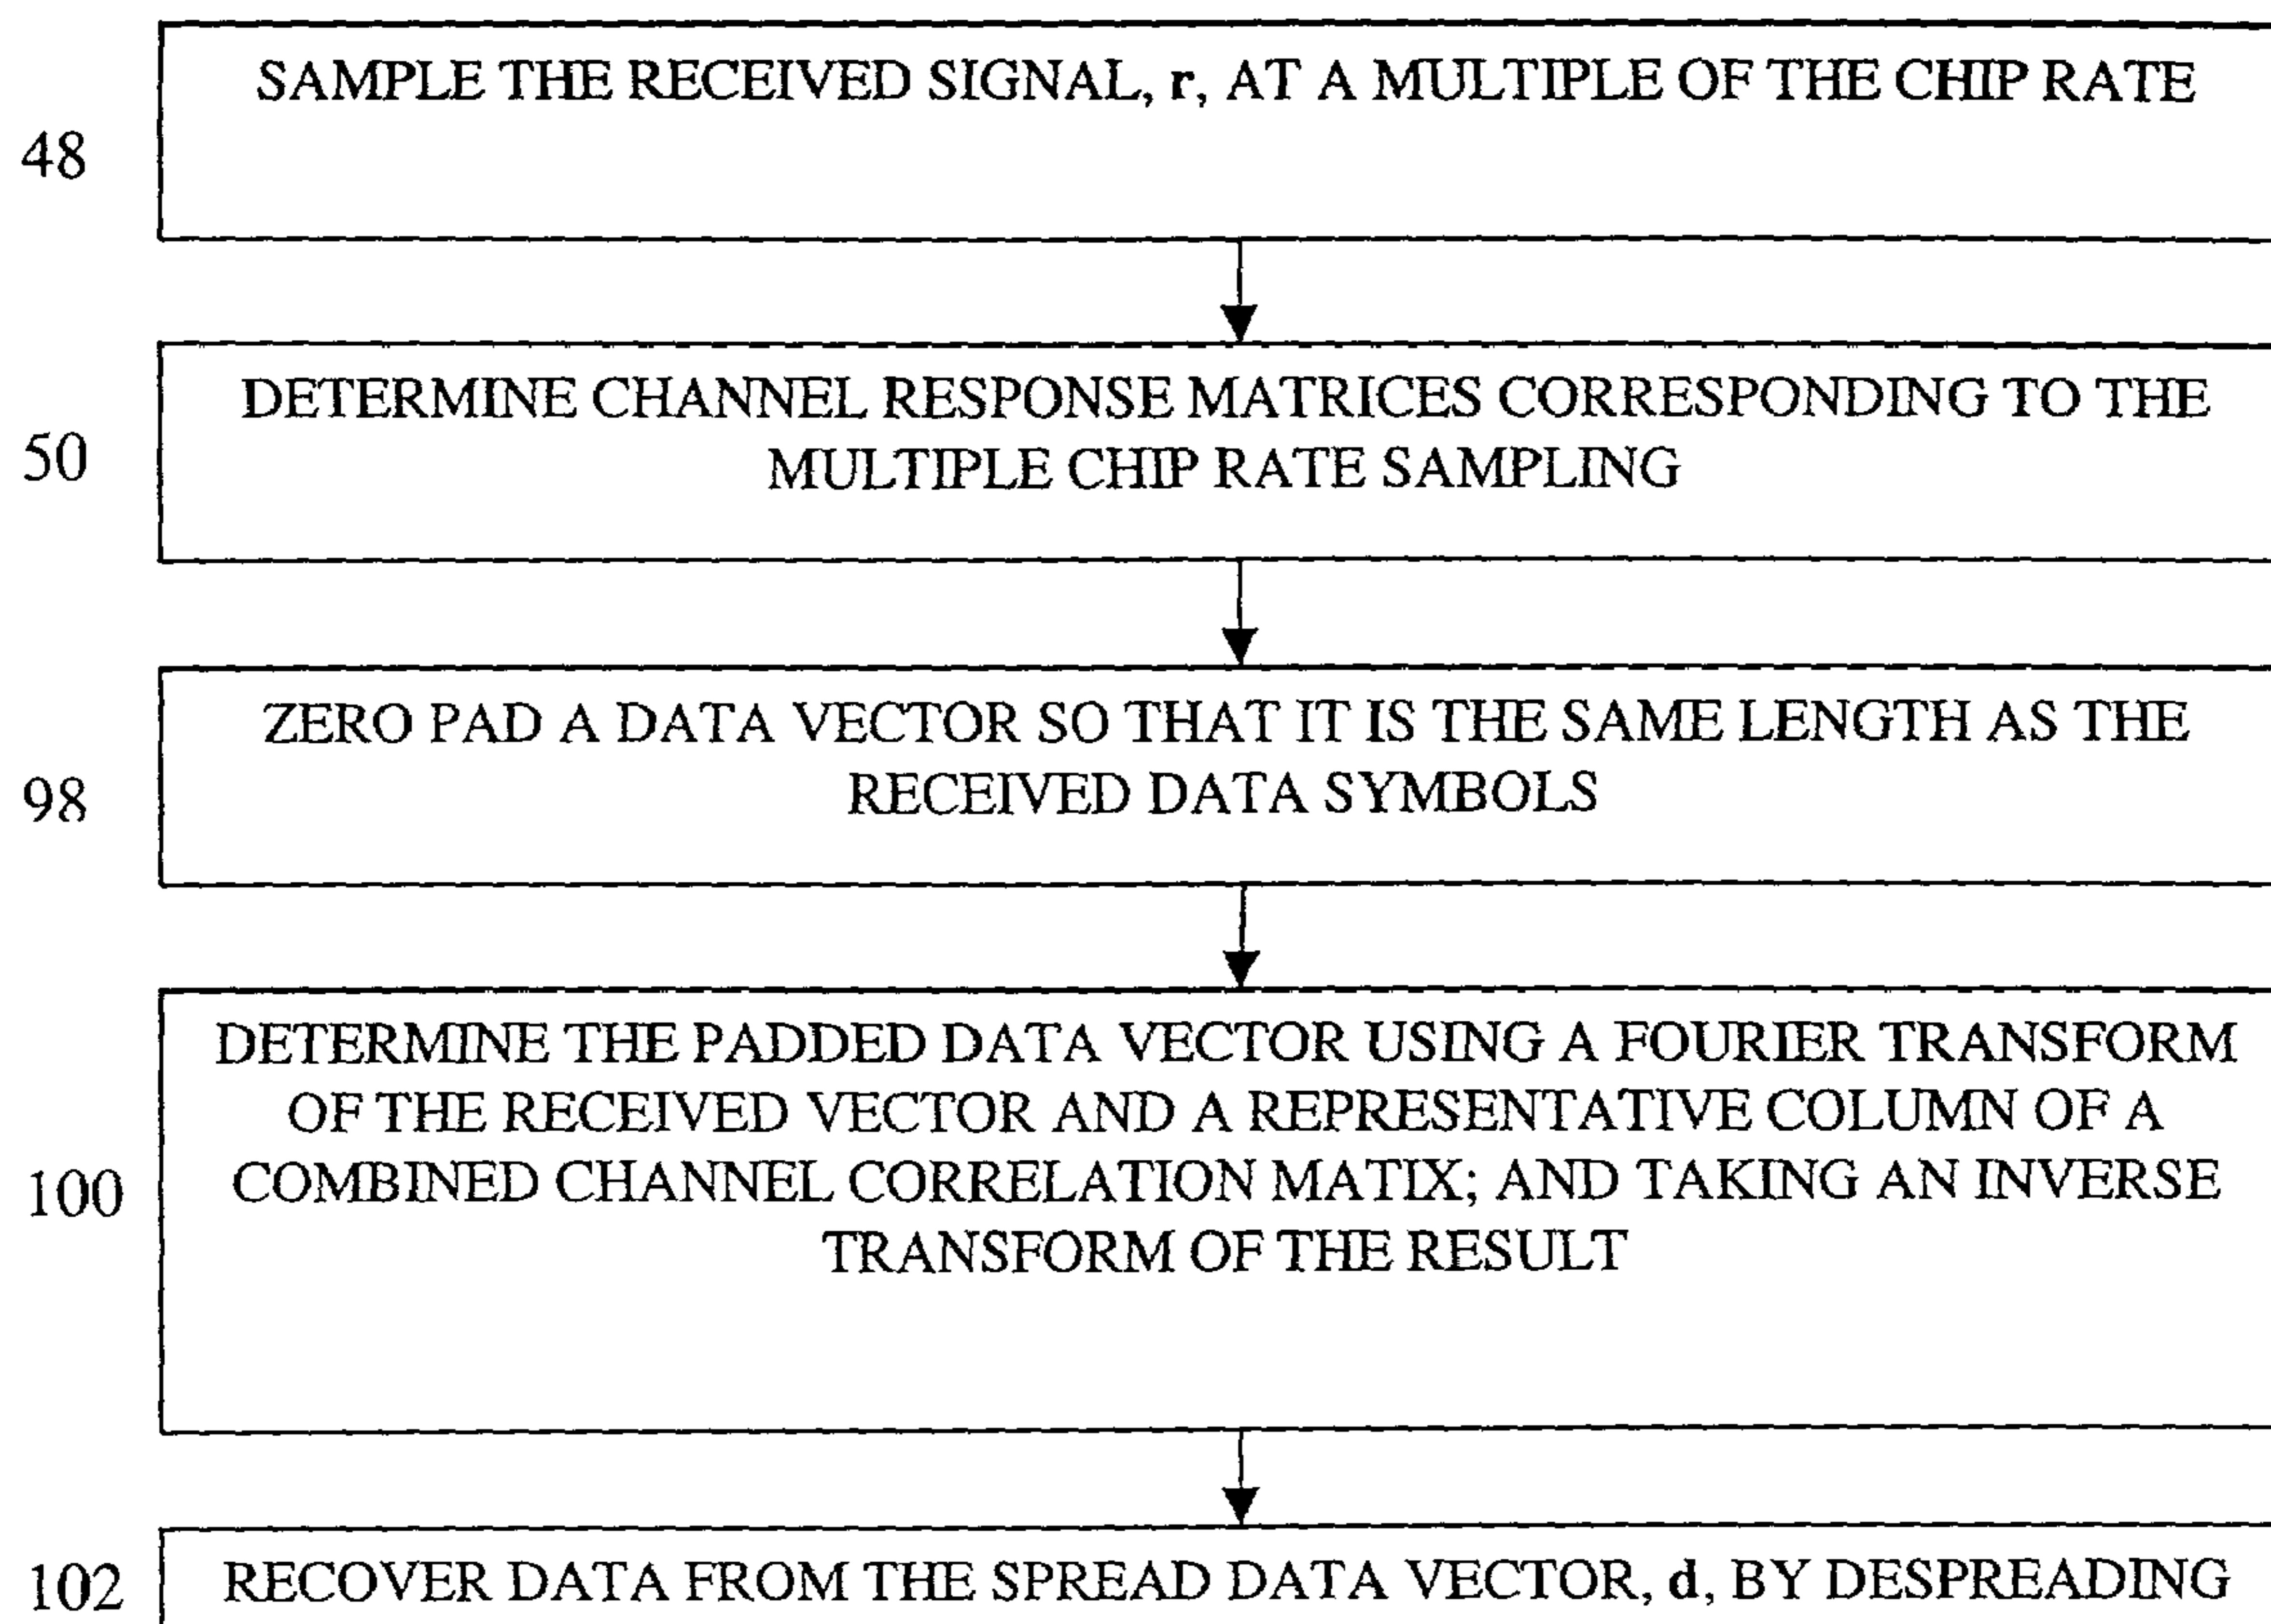 SAMPLE THE RECEIVED SIGNAL, r, AT A MULTIPLE OF THE CHIP RATE
48
DETERMINE CHANNEL RESPONSE MATRICES CORRESPONDING TO THE
MULTIPLE CHIP RATE SAMPLING
50
ZERO PAD A DATA VECTOR SO THAT IT IS THE SAME LENGTH AS THE
RECEIVED DATA SYMBOLS
98
DETERMINE THE PADDED DATA VECTOR USING A FOURIER TRANSFORM
OF THE RECEIVED VECTOR AND A REPRESENTATIVE COLUMN OF A
COMBINED CHANNEL CORRELATION MATIX; AND TAKING AN INVERSE
TRANSFORM OF THE RESULT
100
RECOVER DATA FROM THE SPREAD DATA VECTOR, d, BY DESPREADING
102